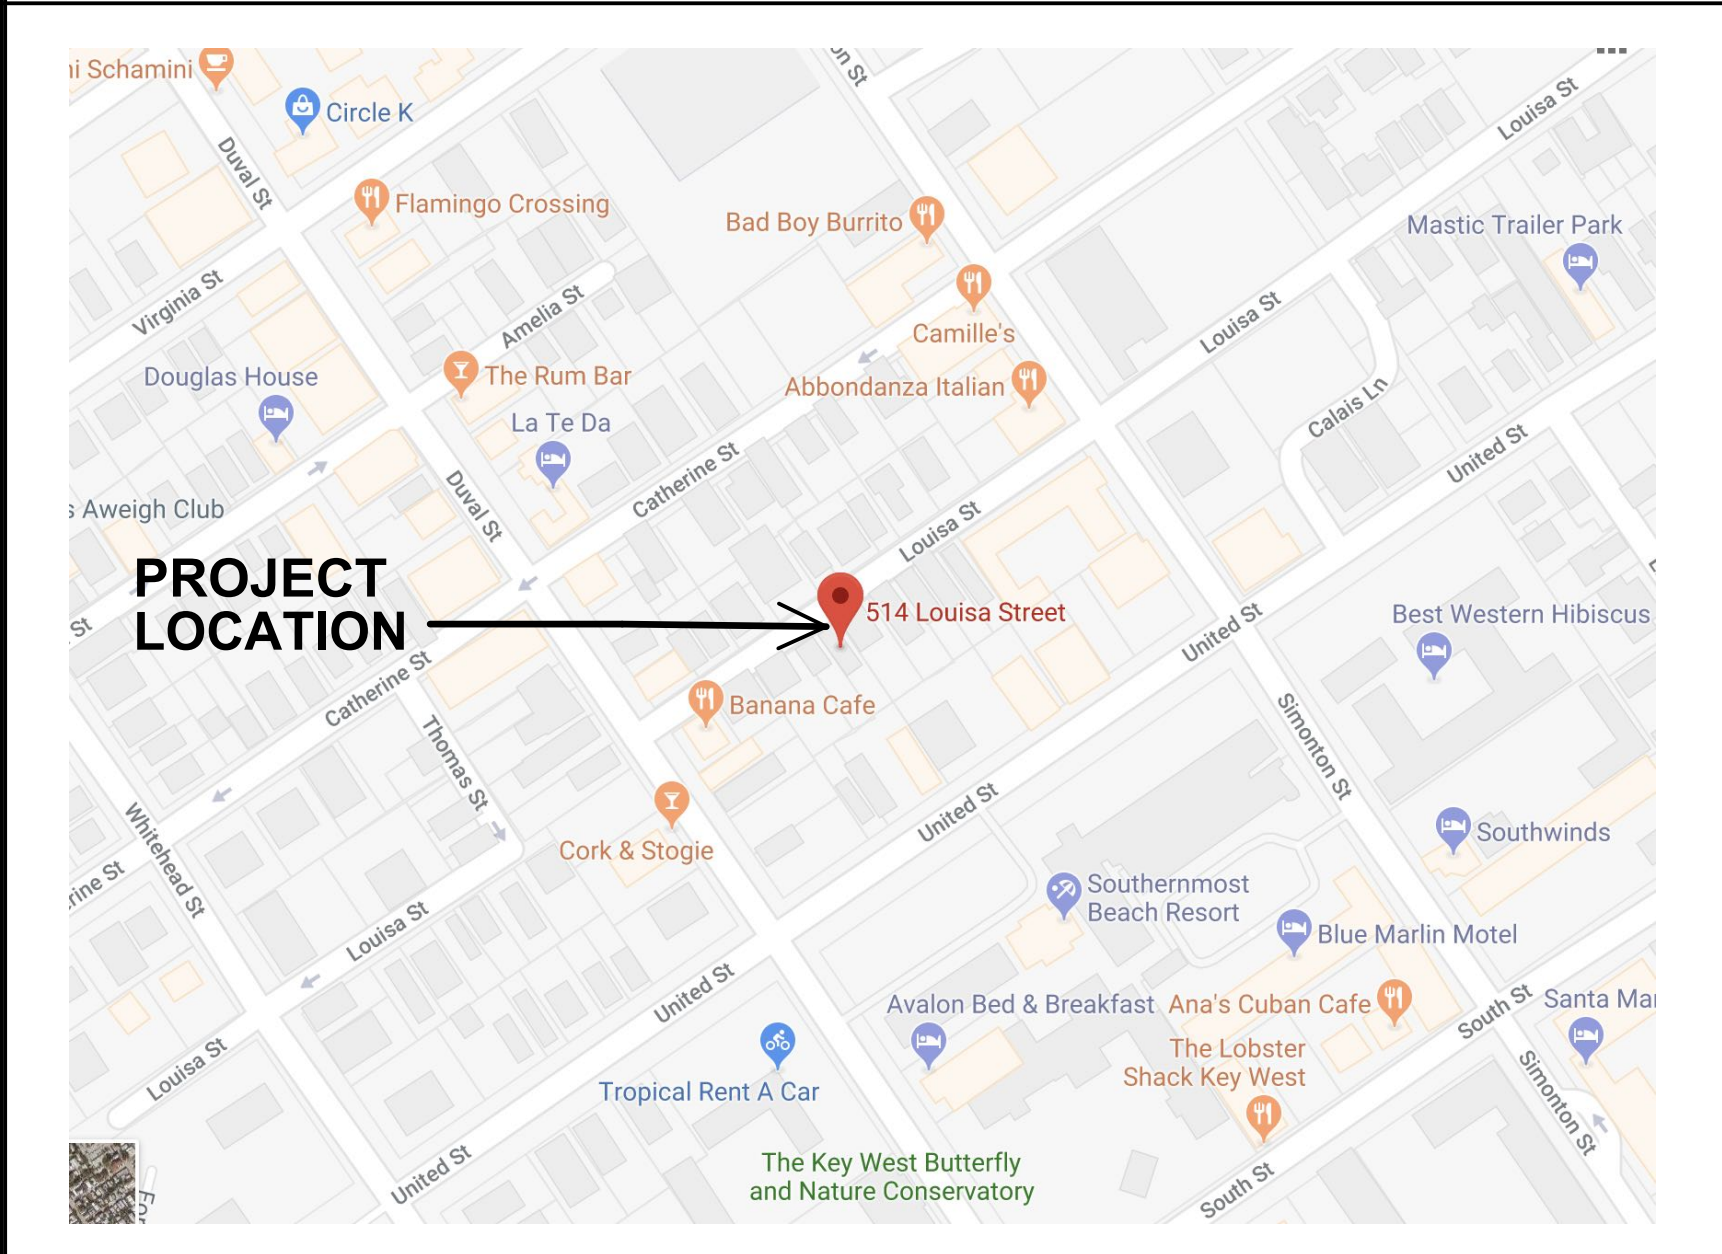 Circle K
Louisa St
Duval St
Flamingo Crossing
Bad Boy Burrito
Mastic Trailer Park
Virginia St
Amelia St
Louisa St
Camille's
Douglas House
The Rum Bar
Abbondanza Italian
Calais Ln
La Te Da
United St
Catherine St
Duval St
Aweigh Club
Louisa St
PROJECT
LOCATION
514 Louisa Street
Best Western Hibiscus
St
United St
Catherine St
Banana Cafe
Simonton St
Thomas St
United St
Whitehead St
Cork & Stogie
Southwinds
Southernmost
Beach Resort
Louisa St
Blue Marlin Motel
United St
Avalon Bed & Breakfast
Ana's Cuban Cafe
South St
Santa Mar
Louisa St
The Lobster
Shack Key West
Tropical Rent A Car
Simonton St
The Key West Butterfly
and Nature Conservatory
United St
South St